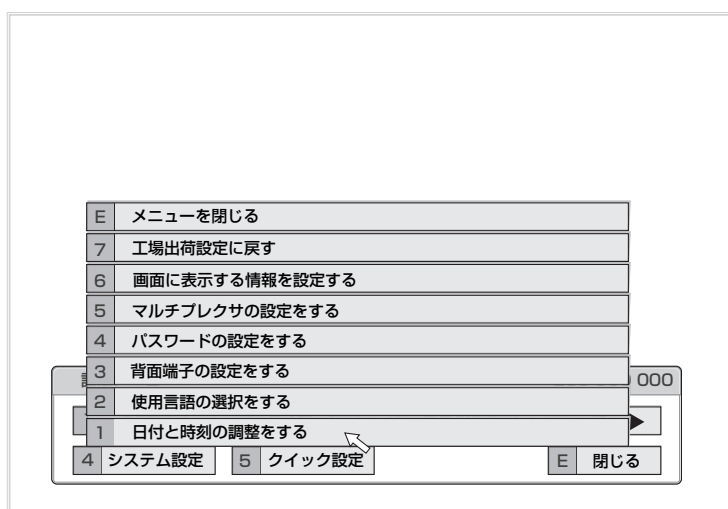 E メニューを閉じる
7 工場出荷設定に戻す
6 画面に表示する情報を設定する
5 マルチプレクサの設定をする
4 パスワードの設定をする
3 背面端子の設定をする
000
2 使用言語の選択をする
1 日付と時刻の調整をする
4 システム設定 5 クイック設定 E 閉じる